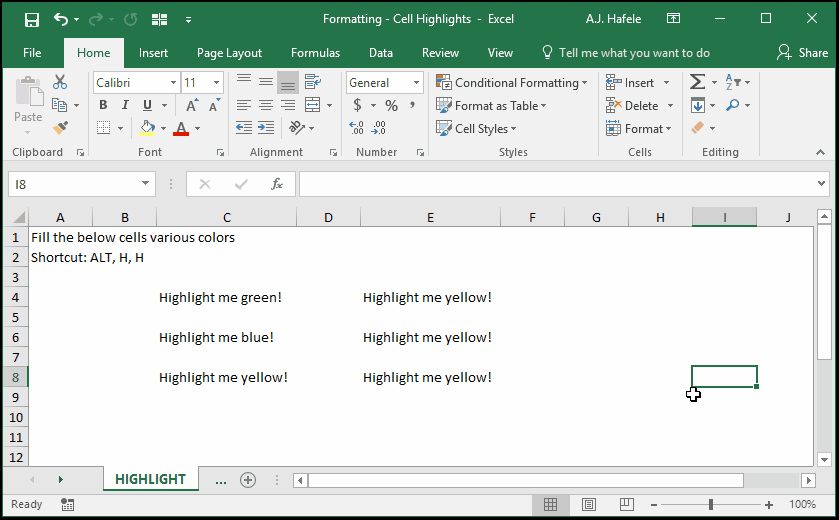 Formatting - Cell Highlights - Excel A.J. Hafele
File Home Insert Page Layout Formulas Data Review View Tell me what you want to do Share
Calibri 11 General Conditional Formatting Insert
Paste B I U $ % , Format as Table Delete
A Cell Styles Format
Clipboard Font Alignment Number Styles Cells Editing
I8 fx
A B C D E F G H I J
1 Fill the below cells various colors
2 Shortcut: ALT, H, H
3
4 Highlight me green! Highlight me yellow!
5
6 Highlight me blue! Highlight me yellow!
7
8 Highlight me yellow! Highlight me yellow!
9
10
11
12
HIGHLIGHT ...
Ready 100%